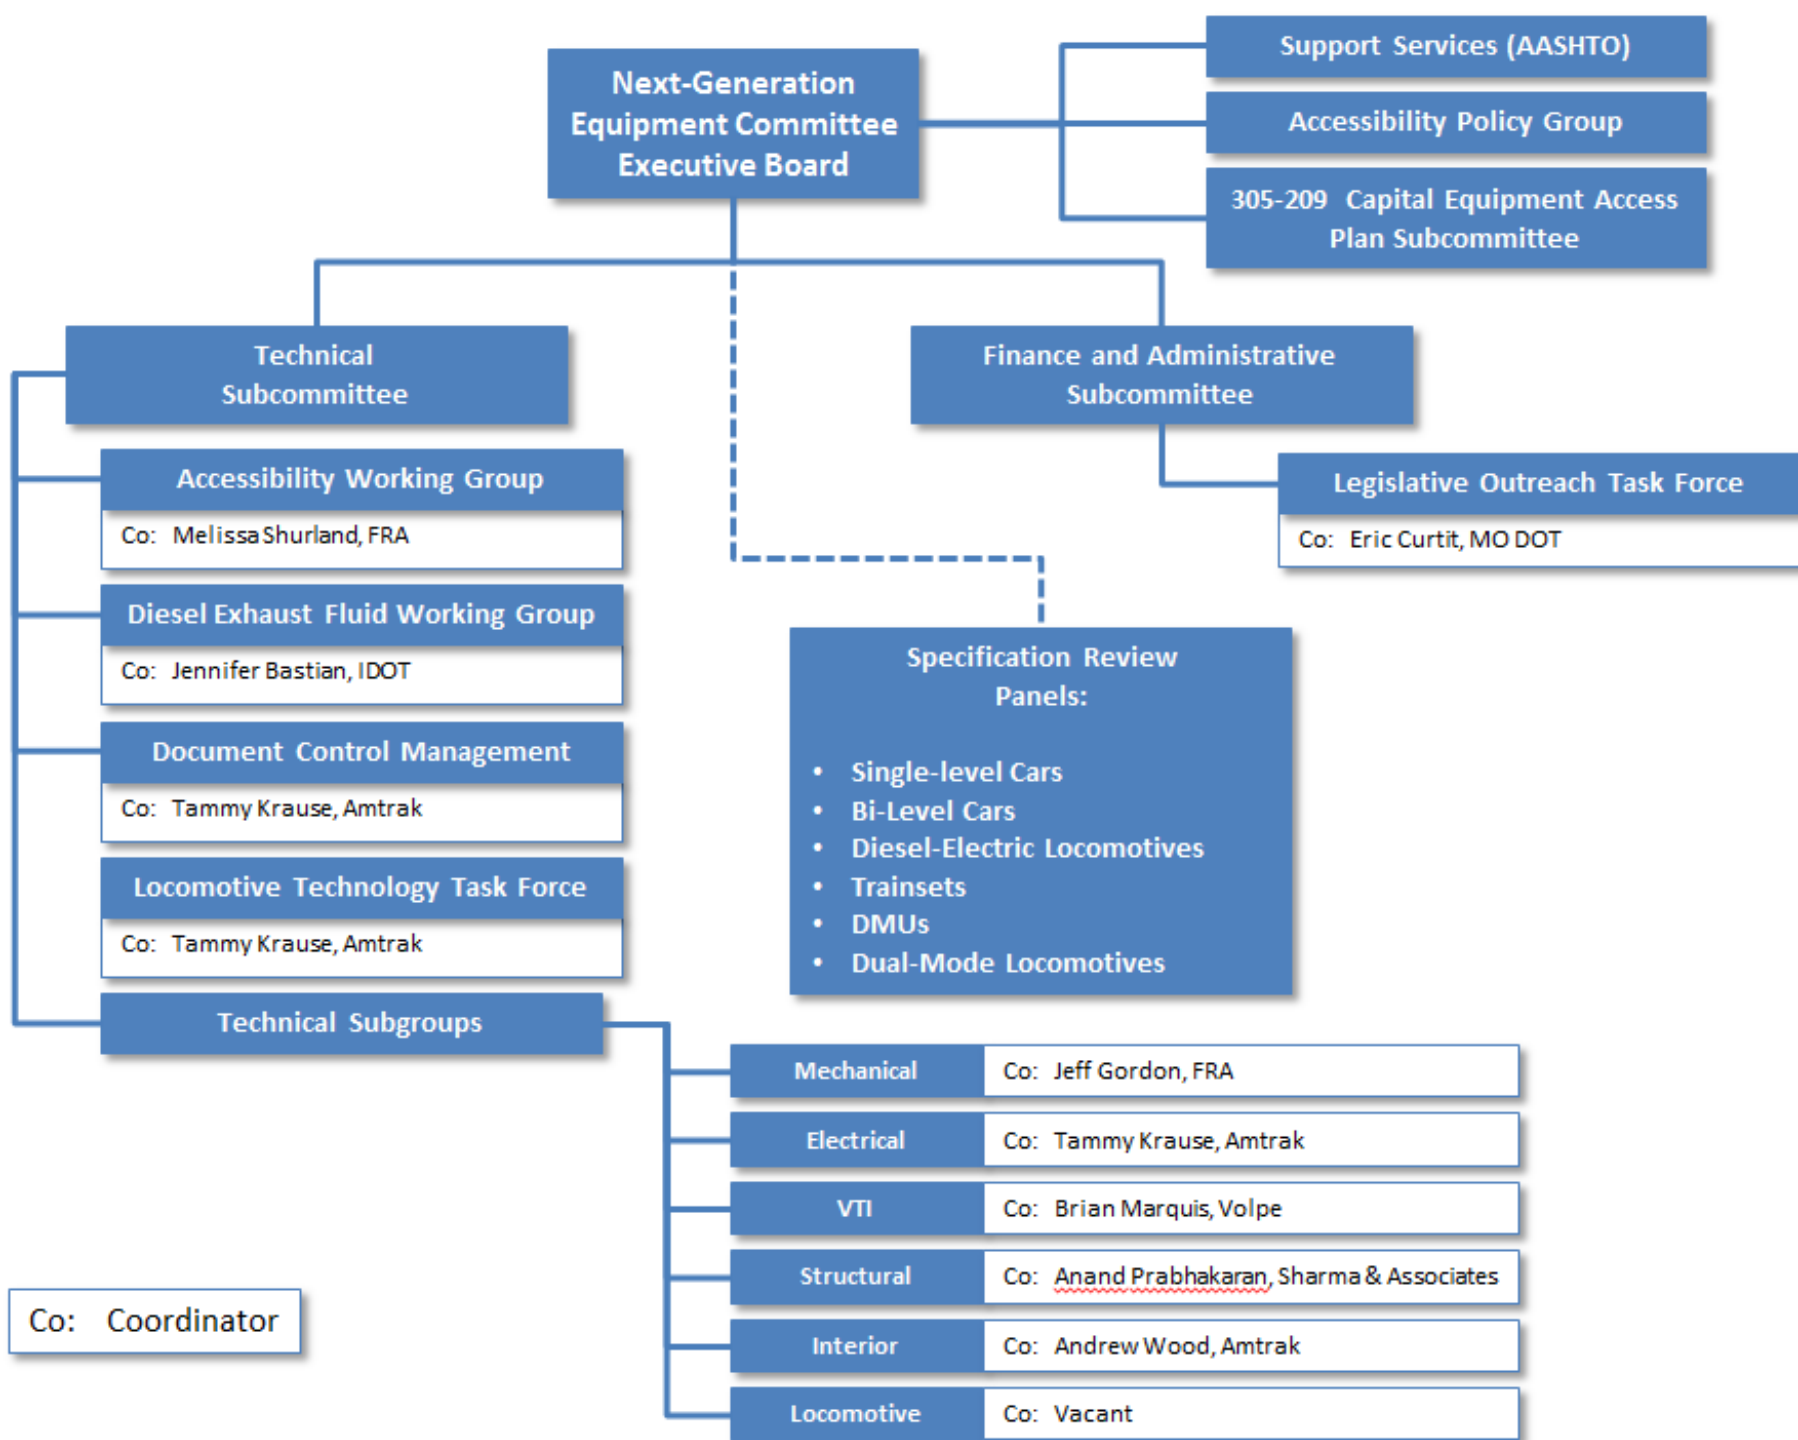 Next-Generation
Equipment Committee
Executive Board
Support Services (AASHTO)
Accessibility Policy Group
305-209 Capital Equipment Access
Plan Subcommittee
Technical
Subcommittee
Finance and Administrative
Subcommittee
Accessibility Working Group
Co: Melissa Shurland, FRA
Diesel Exhaust Fluid Working Group
Co: Jennifer Bastian, IDOT
Document Control Management
Co: Tammy Krause, Amtrak
Locomotive Technology Task Force
Co: Tammy Krause, Amtrak
Technical Subgroups
Legislative Outreach Task Force
Co: Eric Curtit, MO DOT
Specification Review
Panels:
• Single-level Cars
• Bi-Level Cars
• Diesel-Electric Locomotives
• Trainsets
• DMUs
• Dual-Mode Locomotives
Mechanical Co: Jeff Gordon, FRA
Electrical Co: Tammy Krause, Amtrak
VTI Co: Brian Marquis, Volpe
Structural Co: Anand Prabhakaran, Sharma & Associates
Interior Co: Andrew Wood, Amtrak
Locomotive Co: Vacant
Co: Coordinator